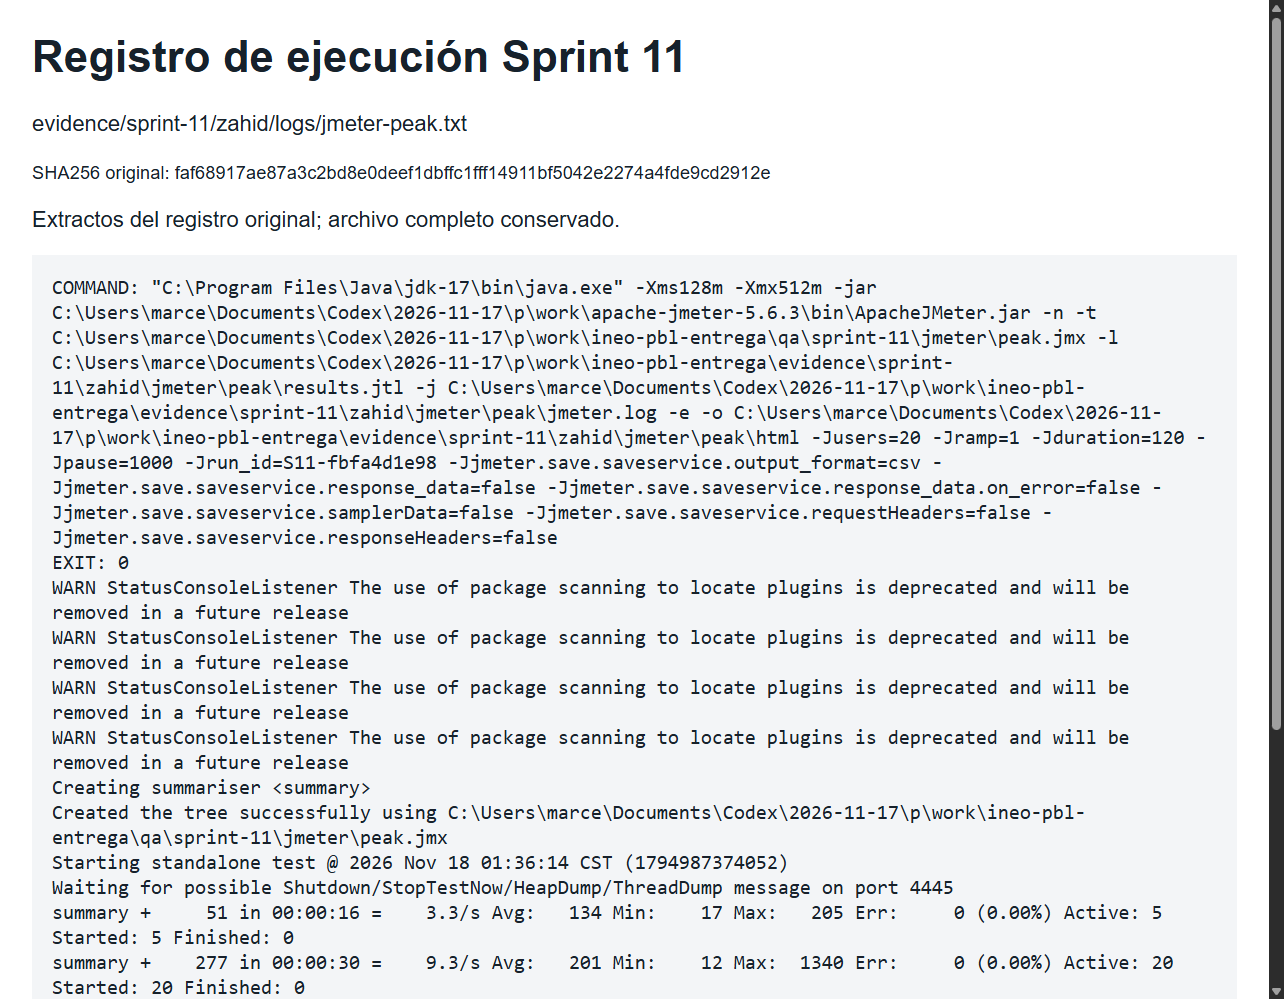 Registro de ejecución Sprint 11
evidence/sprint-11/zahid/logs/jmeter-peak.txt
SHA256 original: faf68917ae87a3c2bd8e0deef1dbffc1fff14911bf5042e2274a4fde9cd2912e
Extractos del registro original; archivo completo conservado.
COMMAND: "C:\Program Files\Java\jdk-17\bin\java.exe" -Xms128m -Xmx512m -jar
C:\Users\marce\Documents\Codex\2026-11-17\p\work\apache-jmeter-5.6.3\bin\ApacheJMeter.jar -n -t
C:\Users\marce\Documents\Codex\2026-11-17\p\work\ineo-pbl-entrega\qa\sprint-11\jmeter\peak.jmx -l
C:\Users\marce\Documents\Codex\2026-11-17\p\work\ineo-pbl-entrega\evidence\sprint-
11\zahid\jmeter\peak\results.jtl -j C:\Users\marce\Documents\Codex\2026-11-17\p\work\ineo-pbl-
entrega\evidence\sprint-11\zahid\jmeter\peak\jmeter.log -e -o C:\Users\marce\Documents\Codex\2026-11-
17\p\work\ineo-pbl-entrega\evidence\sprint-11\zahid\jmeter\peak\html -Jusers=20 -Jramp=1 -Jduration=120 -
Jpause=1000 -Jrun_id=S11-fbfa4d1e98 -Jjmeter.save.saveservice.output_format=csv -
Jjmeter.save.saveservice.response_data=false -Jjmeter.save.saveservice.response_data.on_error=false -
Jjmeter.save.saveservice.samplerData=false -Jjmeter.save.saveservice.requestHeaders=false -
Jjmeter.save.saveservice.responseHeaders=false
EXIT: 0
WARN StatusConsoleListener The use of package scanning to locate plugins is deprecated and will be
removed in a future release
WARN StatusConsoleListener The use of package scanning to locate plugins is deprecated and will be
removed in a future release
WARN StatusConsoleListener The use of package scanning to locate plugins is deprecated and will be
removed in a future release
WARN StatusConsoleListener The use of package scanning to locate plugins is deprecated and will be
removed in a future release
Creating summariser <summary>
Created the tree successfully using C:\Users\marce\Documents\Codex\2026-11-17\p\work\ineo-pbl-
entrega\qa\sprint-11\jmeter\peak.jmx
Starting standalone test @ 2026 Nov 18 01:36:14 CST (1794987374052)
Waiting for possible Shutdown/StopTestNow/HeapDump/ThreadDump message on port 4445
summary +     51 in 00:00:16 =    3.3/s Avg:   134 Min:    17 Max:   205 Err:     0 (0.00%) Active: 5
Started: 5 Finished: 0
summary +    277 in 00:00:30 =    9.3/s Avg:   201 Min:    12 Max:  1340 Err:     0 (0.00%) Active: 20
Started: 20 Finished: 0